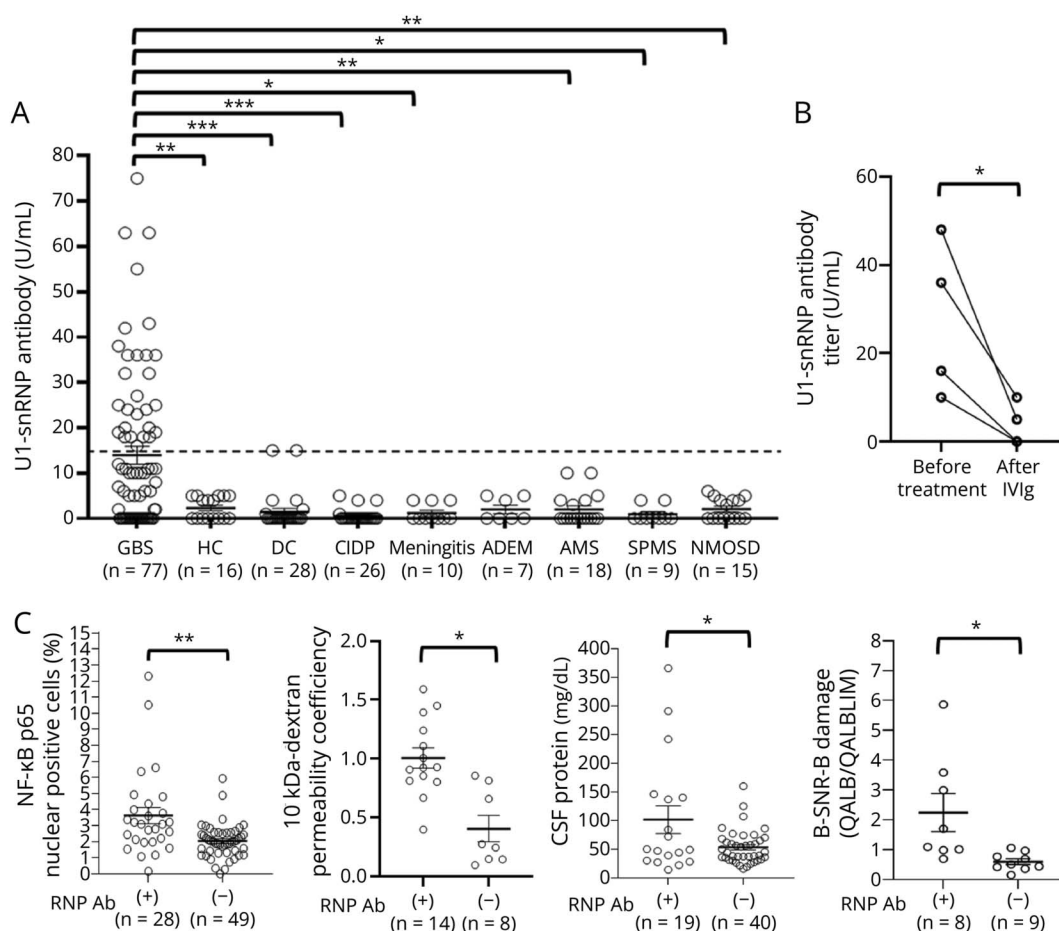 **
*
**
*
***
***
**
A
U1-snRNP antibody (U/mL)
80
70
60
50
40
30
20
10
0
GBS HC DC CIDP Meningitis ADEM AMS SPMS NMOSD
(n = 77) (n = 16) (n = 28) (n = 26) (n = 10) (n = 7) (n = 18) (n = 9) (n = 15)
B
*
U1-snRNP antibody
titer (U/mL)
60
40
20
0
Before After
treatment IVIg
C
NF-κB p65
nuclear positive cells (%)
15
14
13
12
11
10
9
8
7
6
5
4
3
2
1
0
**
RNP Ab (+) (−)
(n = 28) (n = 49)
10 kDa-dextran
permeability coefficiency
2.0
1.5
1.0
0.5
0.0
*
RNP Ab (+) (−)
(n = 14) (n = 8)
CSF protein (mg/dL)
400
350
300
250
200
150
100
50
0
*
RNP Ab (+) (−)
(n = 19) (n = 40)
B-SNR-B damage
(QALB/QALBLIM)
8
7
6
5
4
3
2
1
0
*
RNP Ab (+) (−)
(n = 8) (n = 9)